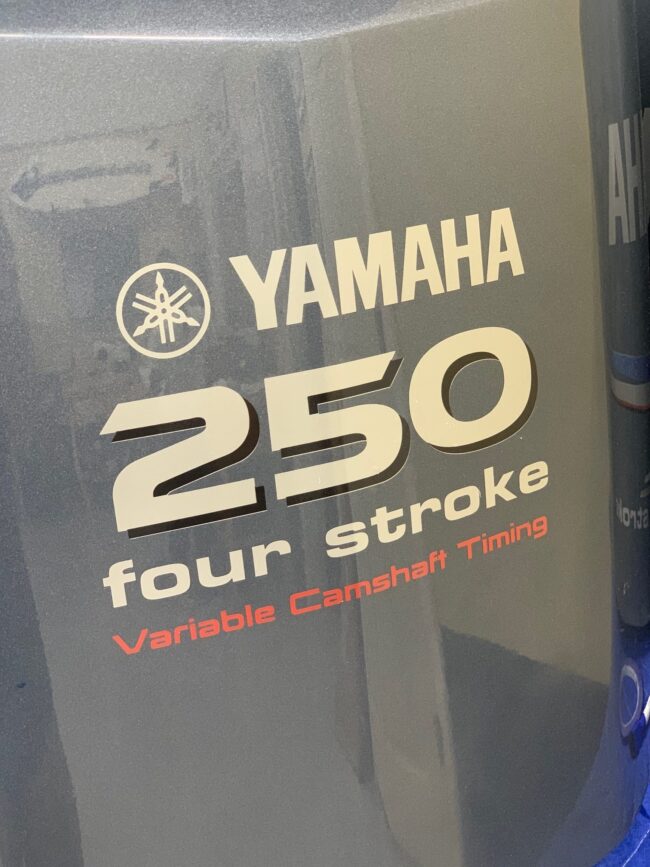 YAMAHA
250
four stroke
Variable Camshaft Timing